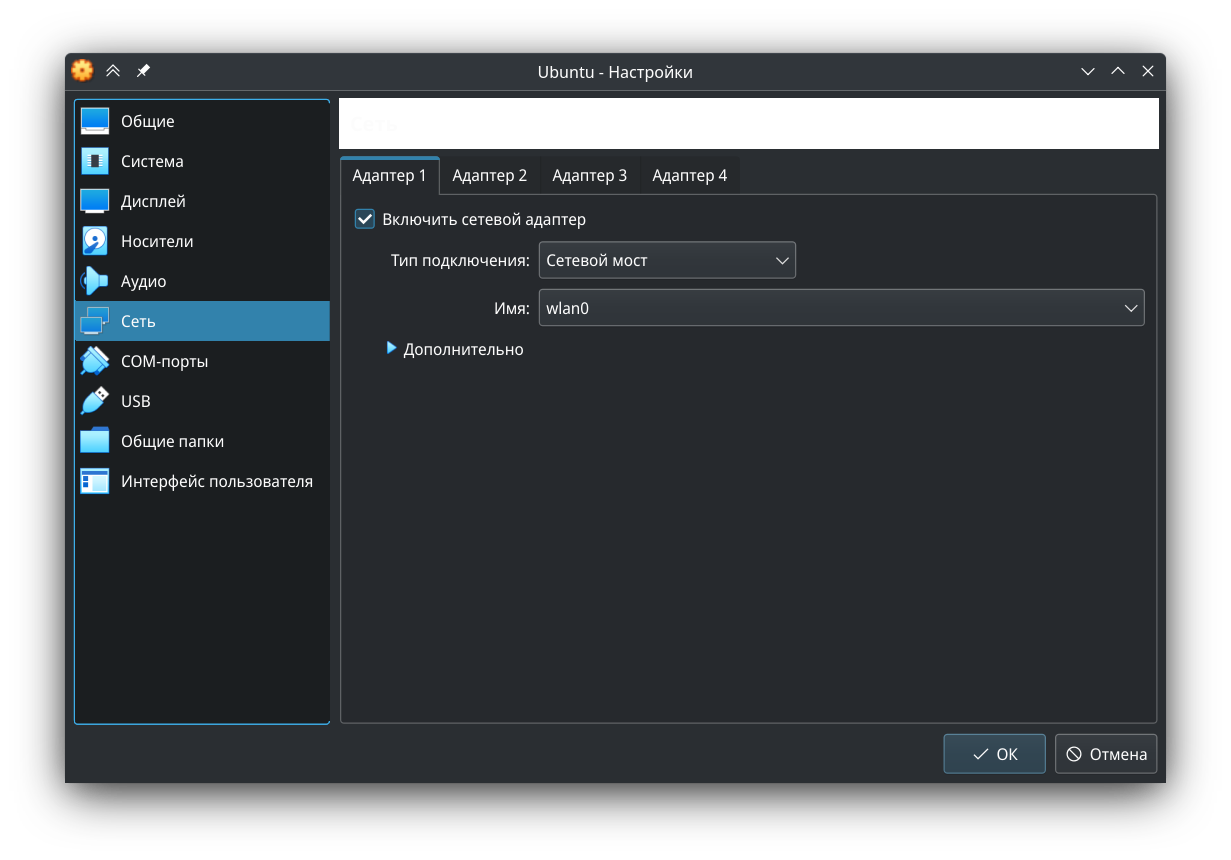 Ubuntu - Настройки
Общие
Система
Дисплей
Носители
Аудио
Сеть
COM-порты
USB
Общие папки
Интерфейс пользователя
Сеть
Адаптер 1 Адаптер 2 Адаптер 3 Адаптер 4
Включить сетевой адаптер
Тип подключения: Сетевой мост
Имя: wlan0
Дополнительно
OK Отмена